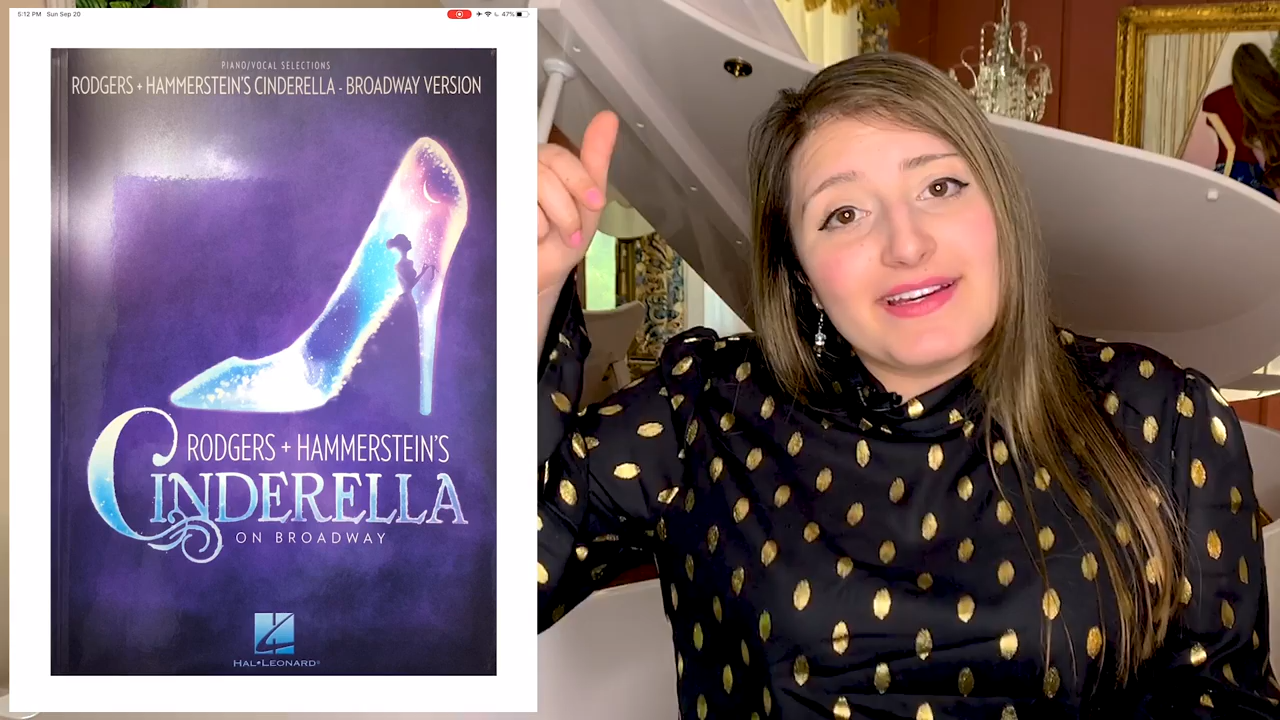 5:12 PM Sun Sep 20
47%
PIANO/VOCAL SELECTIONS
RODGERS + HAMMERSTEIN'S CINDERELLA - BROADWAY VERSION
RODGERS + HAMMERSTEIN'S
CINDERELLA
ON BROADWAY
HAL•LEONARD®